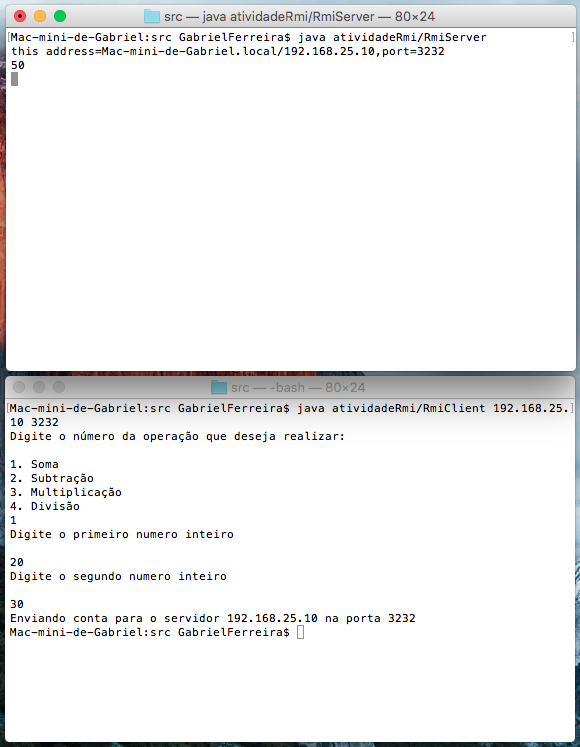 src — java atividadeRmi/RmiServer — 80×24
[Mac-mini-de-Gabriel:src GabrielFerreira$ java atividadeRmi/RmiServer ]
this address=Mac-mini-de-Gabriel.local/192.168.25.10,port=3232
50
src — -bash — 80×24
[Mac-mini-de-Gabriel:src GabrielFerreira$ java atividadeRmi/RmiClient 192.168.25.]
10 3232
Digite o número da operação que deseja realizar:
1. Soma
2. Subtração
3. Multiplicação
4. Divisão
1
Digite o primeiro numero inteiro
20
Digite o segundo numero inteiro
30
Enviando conta para o servidor 192.168.25.10 na porta 3232
Mac-mini-de-Gabriel:src GabrielFerreira$